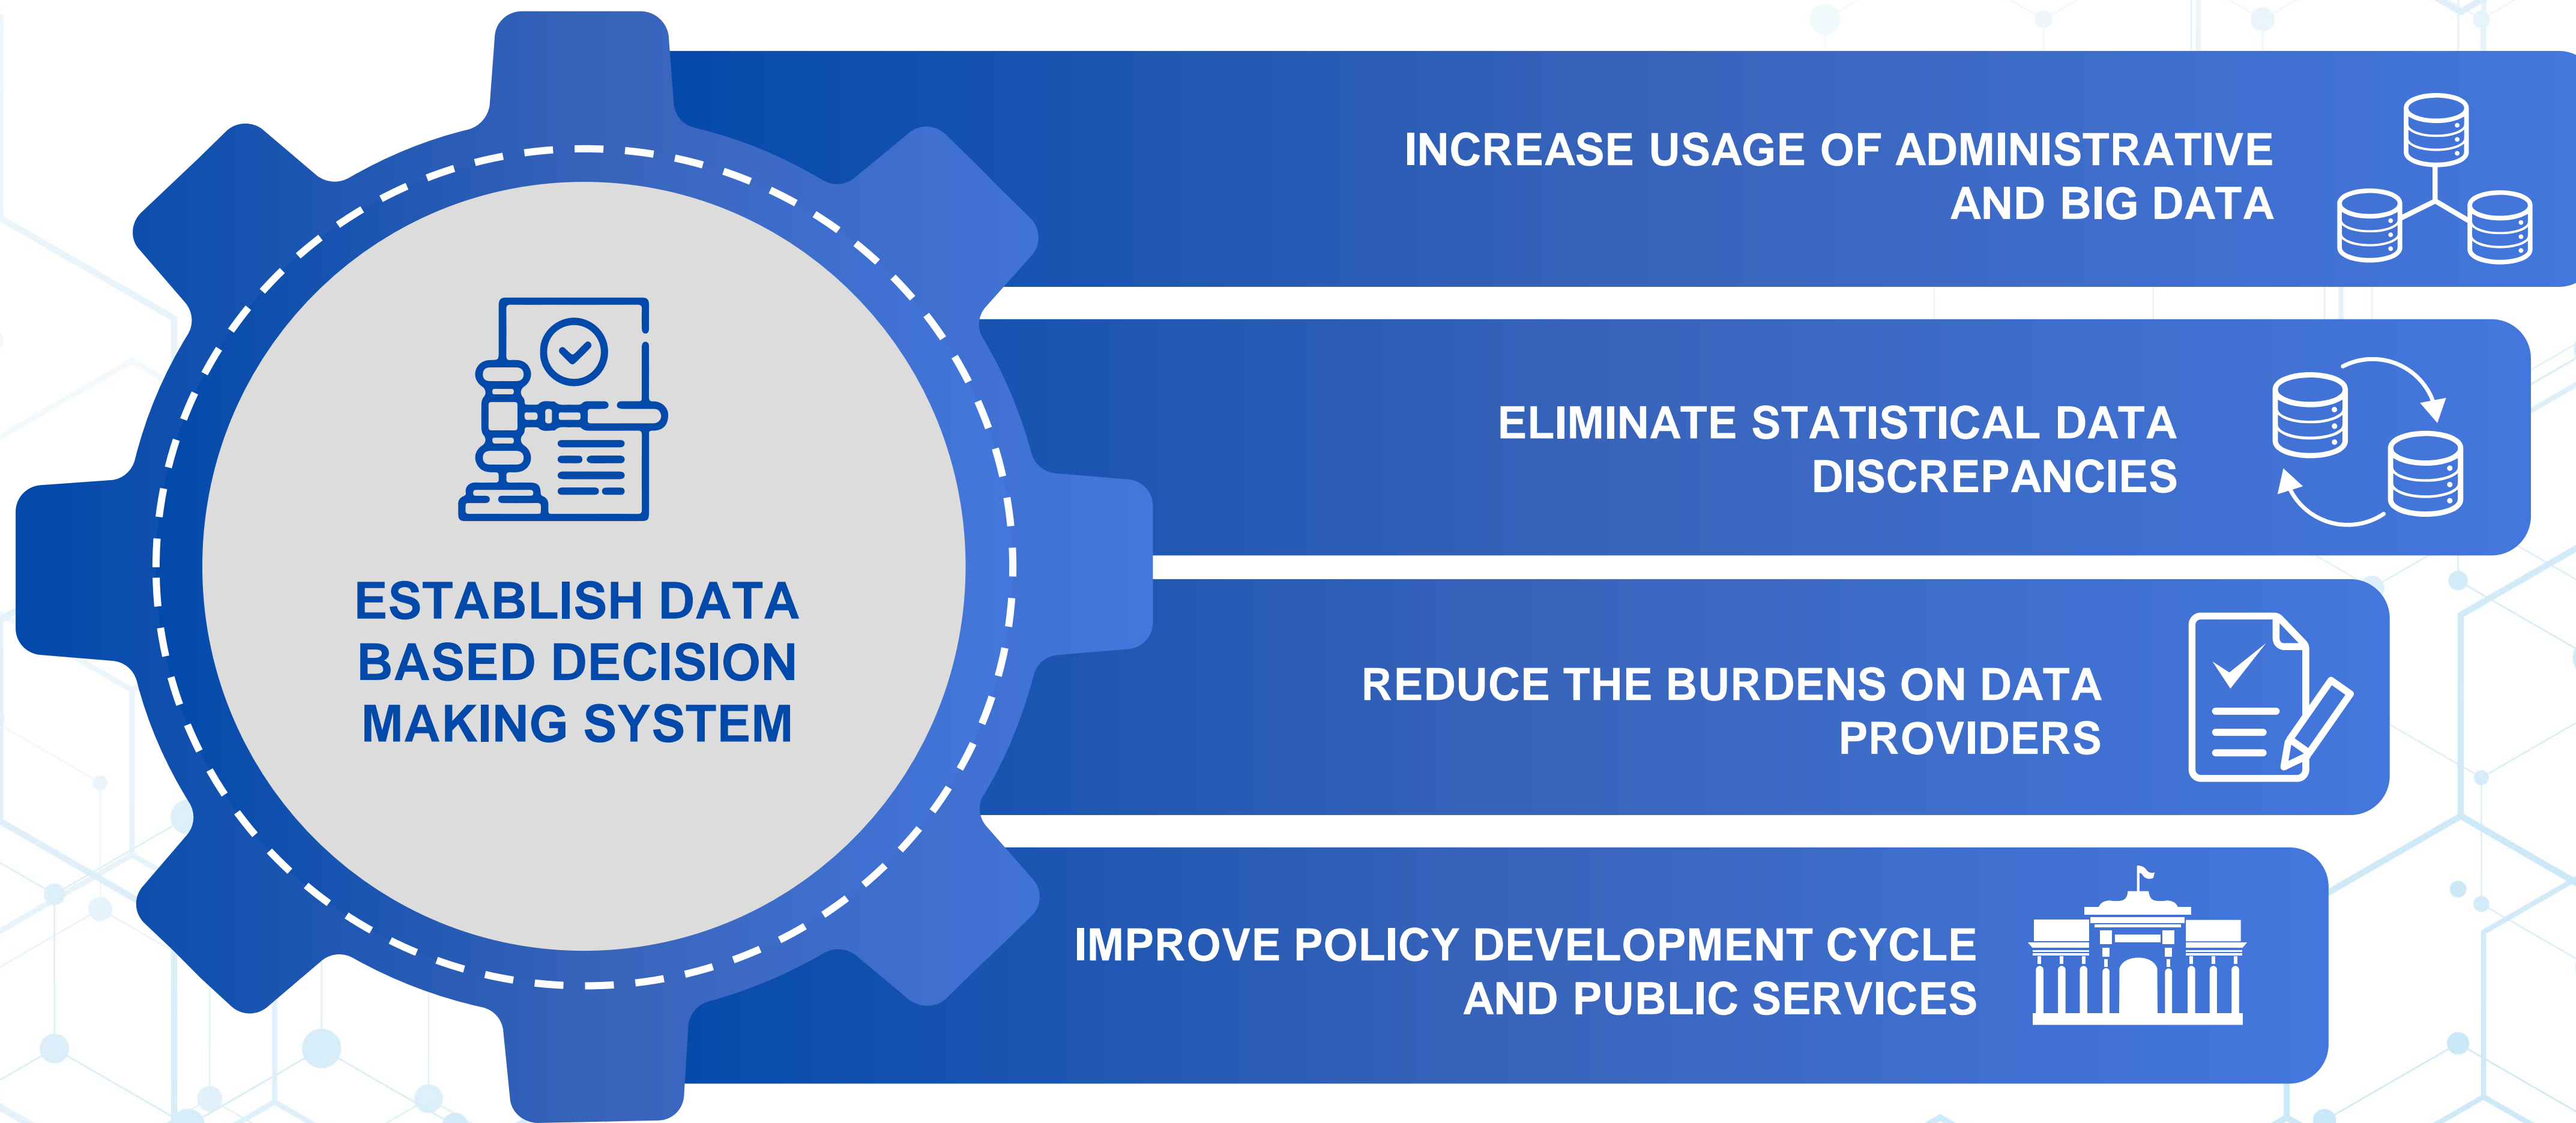 ESTABLISH DATA
BASED DECISION
MAKING SYSTEM
INCREASE USAGE OF ADMINISTRATIVE
AND BIG DATA
ELIMINATE STATISTICAL DATA
DISCREPANCIES
REDUCE THE BURDENS ON DATA
PROVIDERS
IMPROVE POLICY DEVELOPMENT CYCLE
AND PUBLIC SERVICES